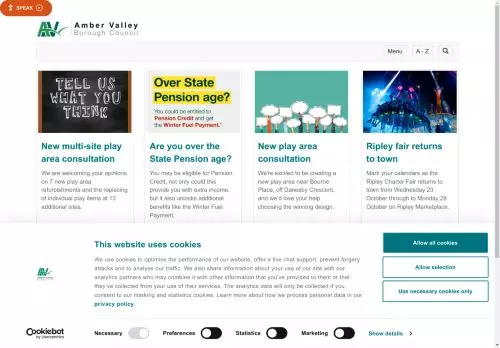 SPEAK
Amber Valley
Borough Council
Menu
A - Z
TELL US
WHAT YOU
THINK
Over State
Pension age?
You could be entitled to
Pension Credit and get
the Winter Fuel Payment.*
New multi-site play
area consultation
We are welcoming your opinions
on 7 new play area
refurbishments and the replacing
of individual play items at 13
additional sites.
Are you over the
State Pension age?
You may be eligible for Pension
Credit, not only could this
provide you with extra income,
but it also unlocks additional
benefits like the Winter Fuel
Payment.
New play area
consultation
We're excited to be creating a
new play area near Bourne
Place, off Danesby Crescent,
and we'd love your help
choosing the winning design.
Ripley fair returns
to town
Mark your calendars as the
Ripley Charter Fair returns to
town from Wednesday 23
October through to Monday 28
October on Ripley Marketplace.
This website uses cookies
We use cookies to optimise the performance of our website, offer a live chat support, prevent forgery
attacks and to analyse our traffic. We also share information about your use of our site with our
analytics partners who may combine it with other information that you've provided to them or that
they've collected from your use of their services. The analytics data will only be collected if you
consent to our marking and statistics cookies. Learn more about how we process personal data in our
privacy policy.
Allow all cookies
Allow selection
Use necessary cookies only
Cookiebot
by Usercentrics
Necessary
Preferences
Statistics
Marketing
Show details